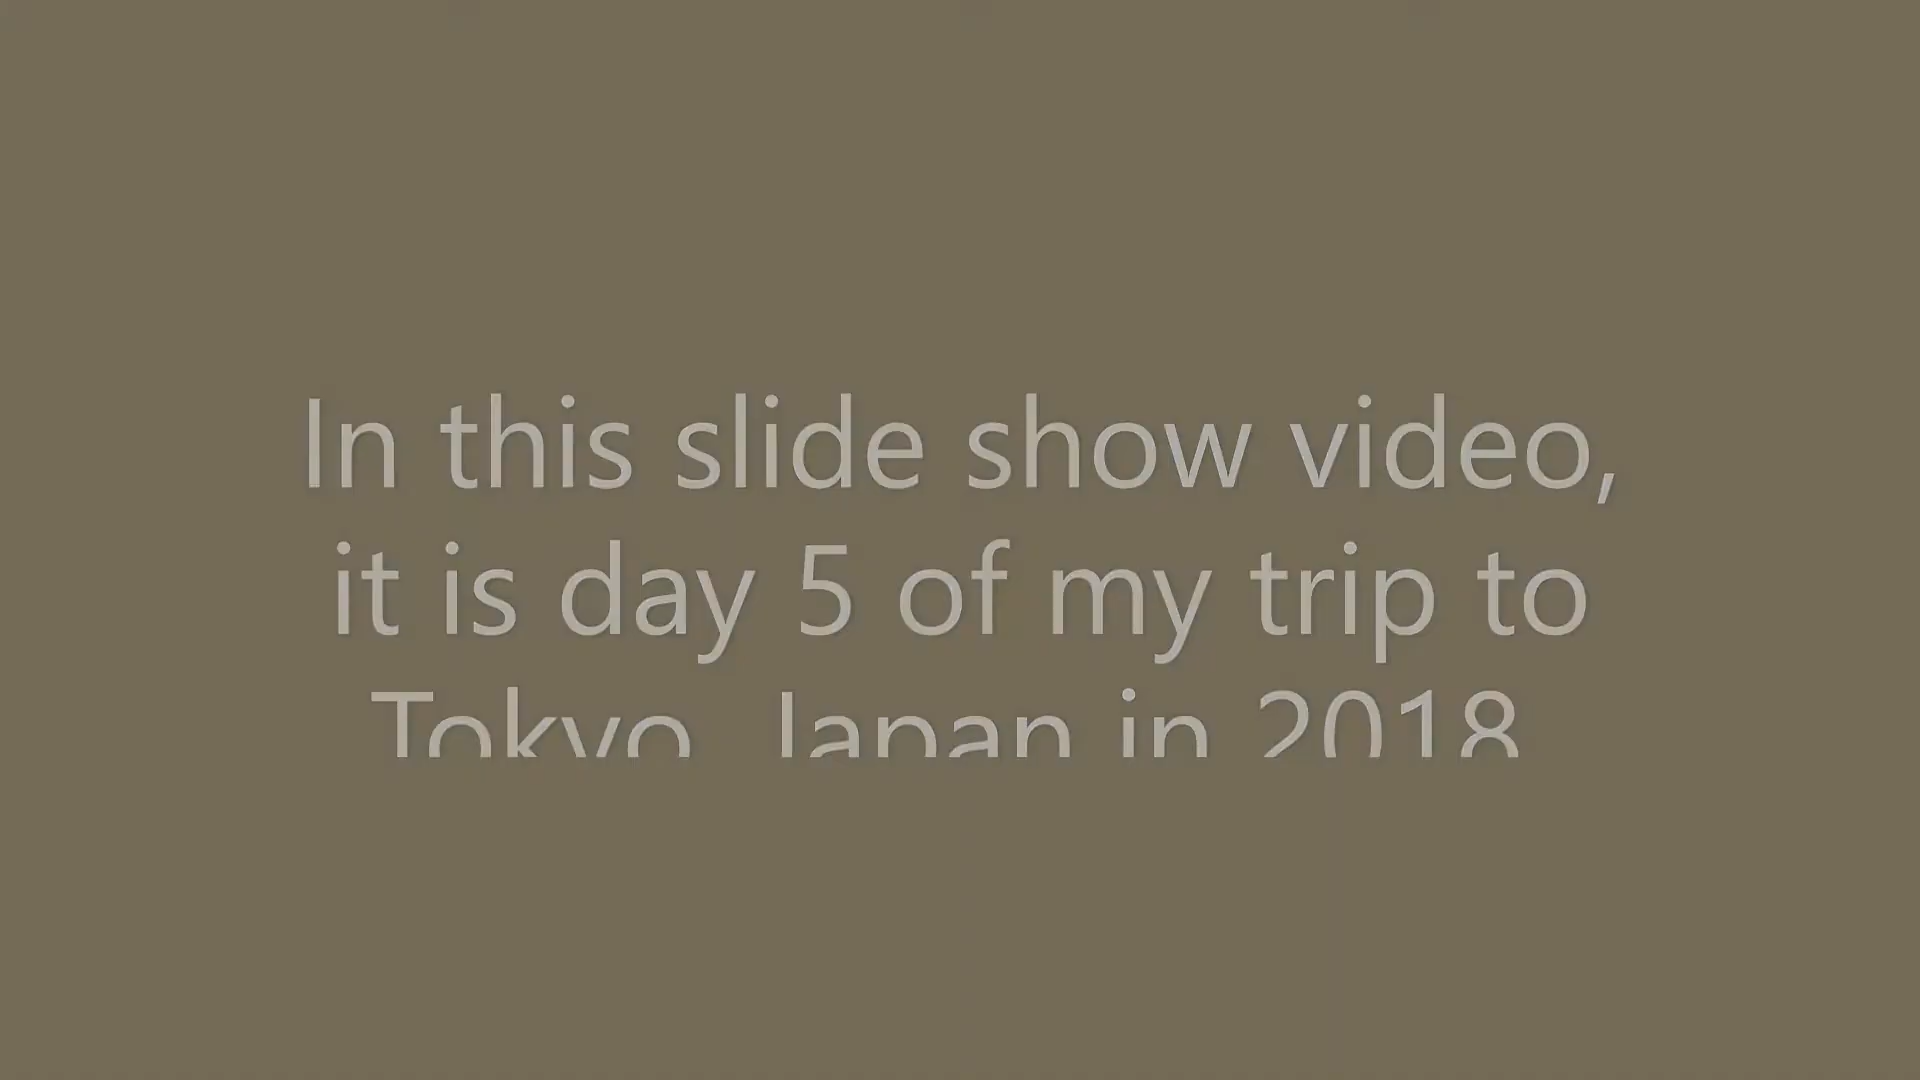 In this slide show video,
it is day 5 of my trip to
Tokyo, Japan in 2018